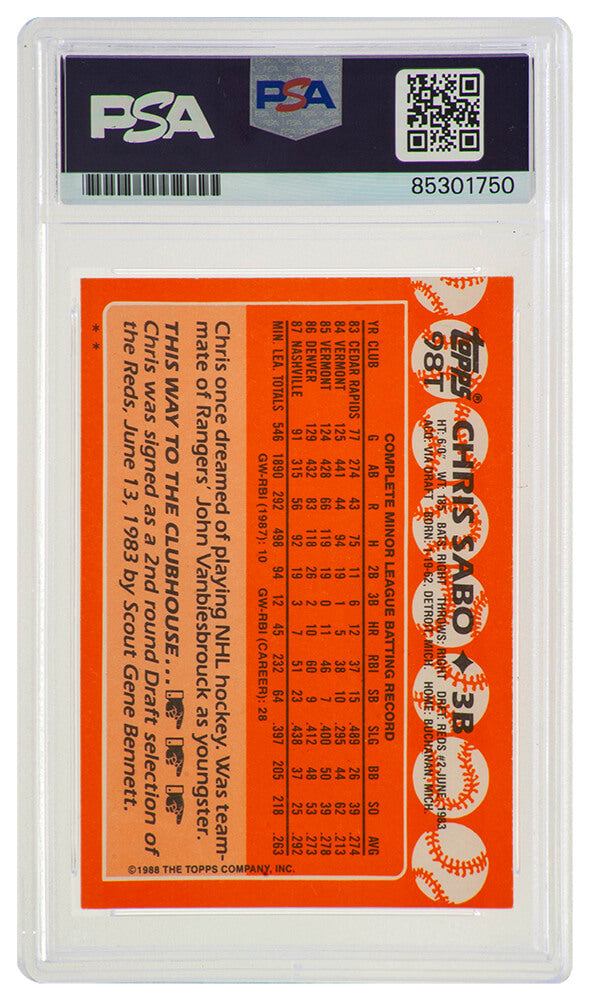 PSA
PSA
85301750
topps®
98T
CHRIS SABO ✦ 3B
HT: 6'0" WT: 185 BATS: RIGHT THROWS: RIGHT DRAFT: REDS #2-JUNE, 1983
ACQ: VIA DRAFT BORN: 1-19-62, DETROIT, MICH. HOME: BUCHANAN, MICH.
COMPLETE MINOR LEAGUE BATTING RECORD
YR CLUB G AB R H 2B 3B HR RBI SB SLG BB SO AVG
83 CEDAR RAPIDS 77 274 43 75 11 6 12 37 15 .489 26 39 .274
84 VERMONT 125 441 44 94 19 1 5 38 10 .295 44 62 .213
85 VERMONT 124 428 66 119 19 0 11 46 7 .400 50 39 .278
86 DENVER 129 432 83 118 26 2 10 60 9 .412 48 53 .273
87 NASHVILLE 91 315 56 92 19 3 7 51 23 .438 37 25 .292
MIN. LEA. TOTALS 546 1890 292 498 94 12 45 232 64 .397 205 218 .263
GW-RBI (1987): 10 GW-RBI (CAREER): 28
Chris once dreamed of playing NHL hockey. Was team-
mate of Rangers' John Vanbiesbrouck as youngster.
THIS WAY TO THE CLUBHOUSE...
Chris was signed as a 2nd round Draft selection of
the Reds, June 13, 1983 by Scout Gene Bennett.
* *
©1988 THE TOPPS COMPANY, INC.